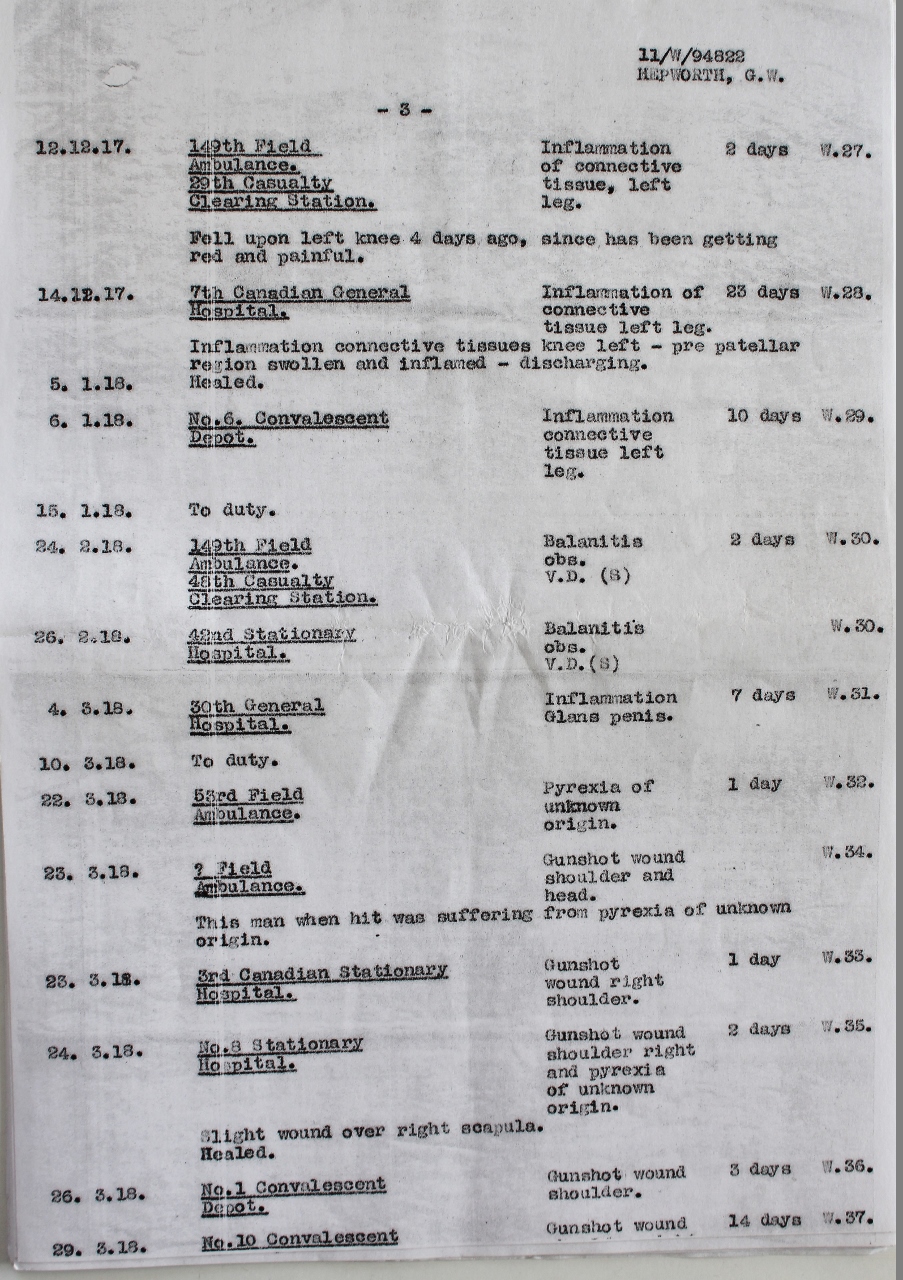 11/W/94822
HEPWORTH, G.W.
- 3 -
12.12.17. 149th Field Inflammation 2 days W.27.
Ambulance. of connective
29th Casualty tissue, left
Clearing Station. leg.
Fell upon left knee 4 days ago, since has been getting
red and painful.
14.12.17. 7th Canadian General Inflammation of 23 days W.28.
Hospital. connective
tissue left leg.
Inflammation connective tissues knee left - pre patellar
region swollen and inflamed - discharging.
5. 1.18. Healed.
6. 1.18. No.6. Convalescent Inflammation 10 days W.29.
Depot. connective
tissue left
leg.
15. 1.18. To duty.
24. 2.18. 149th Field Balanitis 2 days W.30.
Ambulance. obs.
48th Casualty V.D. (S)
Clearing Station.
26. 2.18. 42nd Stationary Balanitis W.30.
Hospital. obs.
V.D.(S)
4. 3.18. 30th General Inflammation 7 days W.31.
Hospital. Glans penis.
10. 3.18. To duty.
22. 3.18. 53rd Field Pyrexia of 1 day W.32.
Ambulance. unknown
origin.
23. 3.18. ? Field Gunshot wound W.34.
Ambulance. shoulder and
head.
This man when hit was suffering from pyrexia of unknown
origin.
23. 3.18. 3rd Canadian Stationary Gunshot 1 day W.33.
Hospital. wound right
shoulder.
24. 3.18. No.8 Stationary Gunshot wound 2 days W.35.
Hospital. shoulder right
and pyrexia
of unknown
origin.
Slight wound over right scapula.
Healed.
26. 3.18. No.1 Convalescent Gunshot wound 3 days W.36.
Depot. shoulder.
29. 3.18. No.10 Convalescent Gunshot wound 14 days W.37.